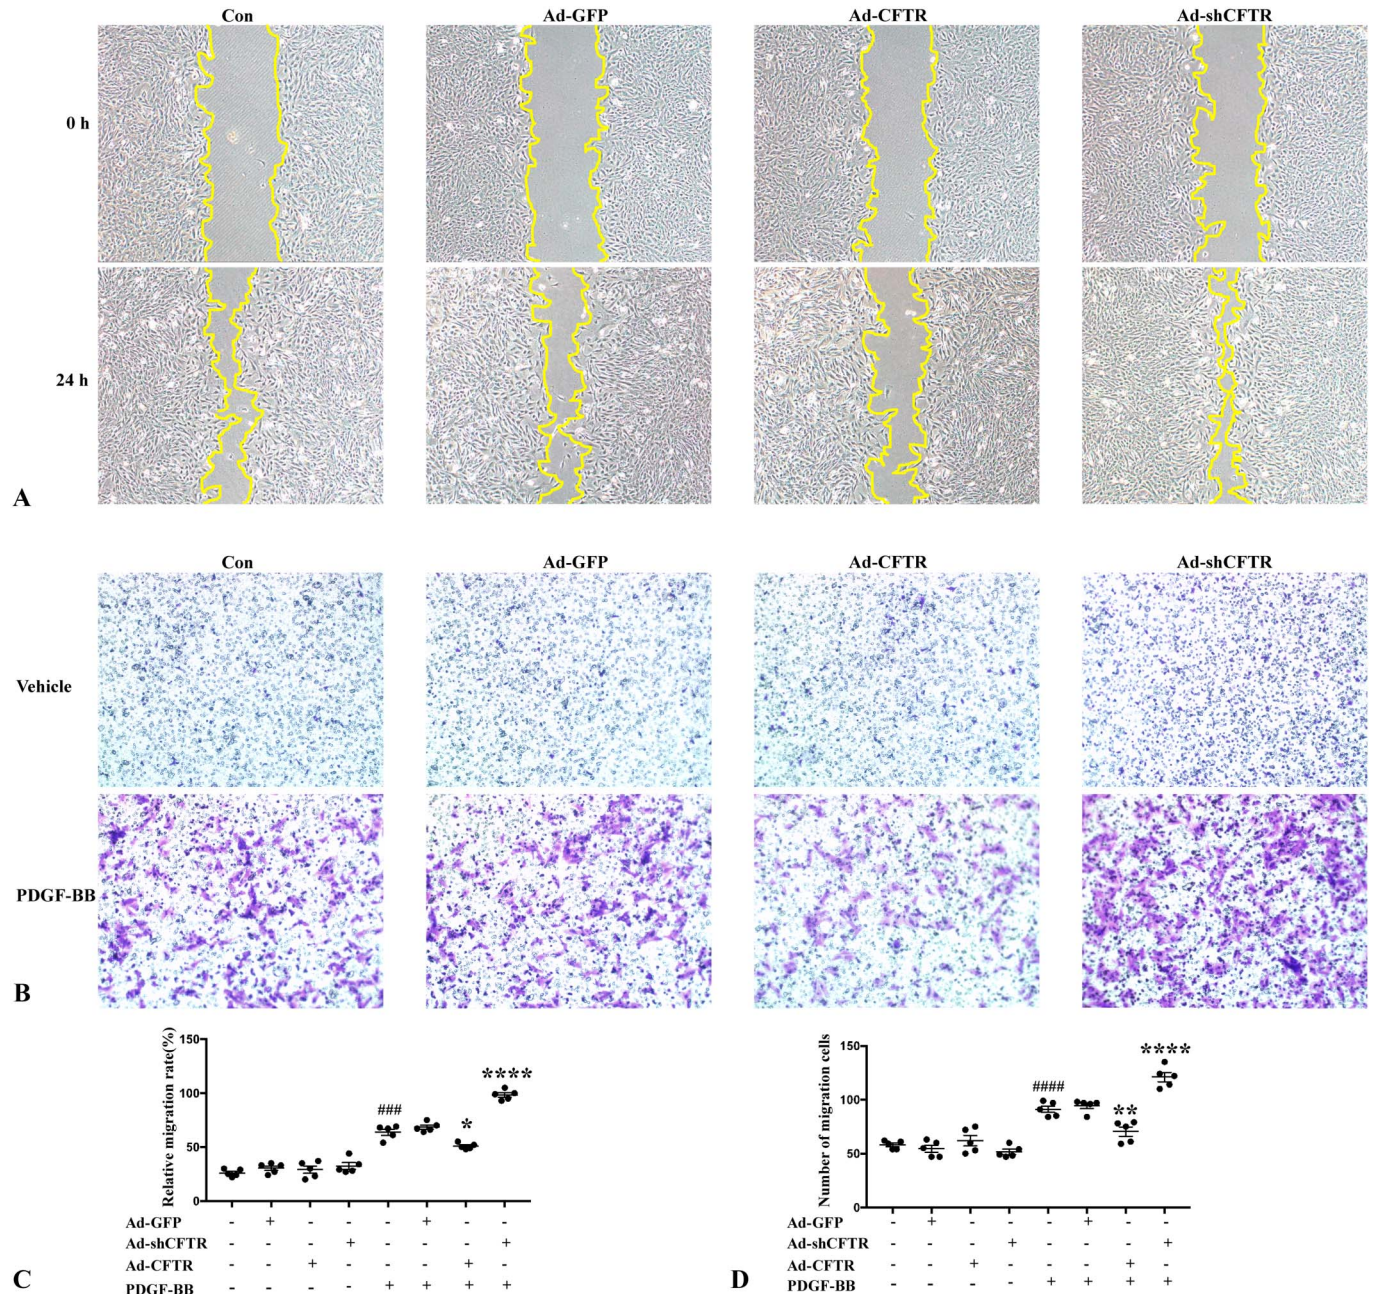 Con Ad-GFP Ad-CFTR Ad-shCFTR
0 h
24 h
A
Con Ad-GFP Ad-CFTR Ad-shCFTR
Vehicle
PDGF-BB
B
Relative migration rate(%)
150
100
50
0
###
*
****
Ad-GFP - + - - - + - -
Ad-shCFTR - - - + - - - +
Ad-CFTR - - + - - - + -
PDGF-BB - - - - + + + +
C
Number of migration cells
150
100
50
0
####
**
****
Ad-GFP - + - - - + - -
Ad-shCFTR - - - + - - - +
Ad-CFTR - - + - - - + -
PDGF-BB - - - - + + + +
D